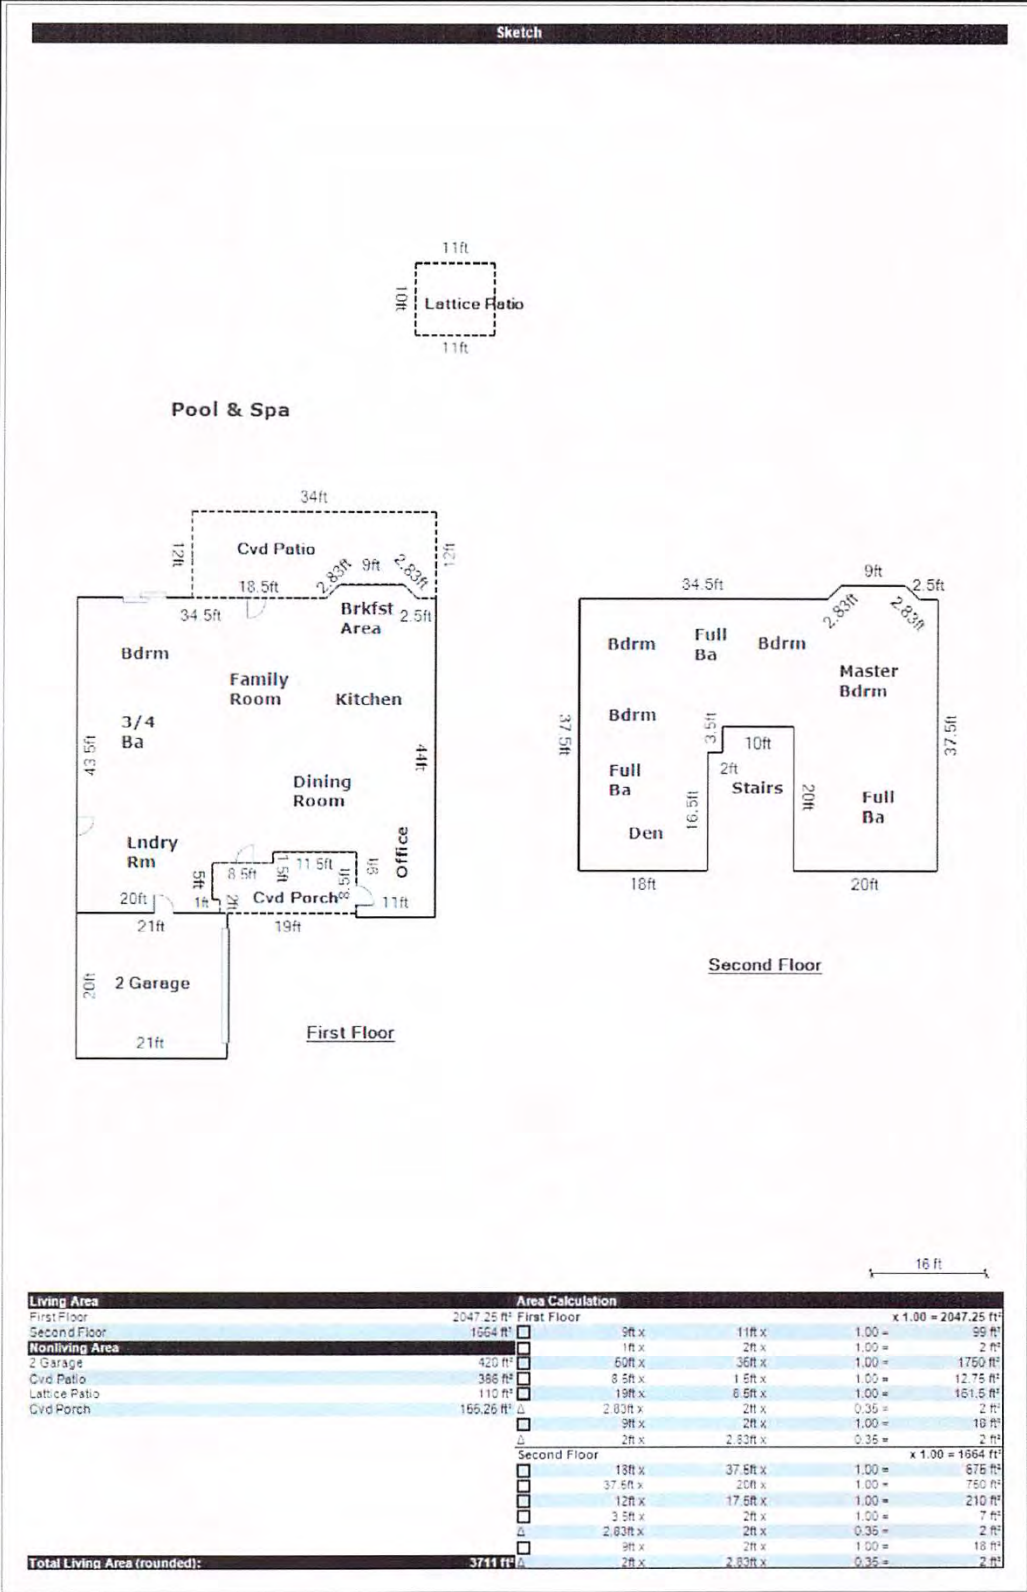 Sketch
11ft
10ft
Lattice Patio
11ft
Pool & Spa
34ft
12ft
Cvd Patio
12ft
18.5ft
2.83ft
9ft
2.83ft
34.5ft
Brkfst
Area
2.5ft
Bdrm
Family
Room
Kitchen
3/4
Ba
43.5ft
44ft
Dining
Room
Lndry
Rm
Office
5ft
8.5ft
1.5ft
11.5ft
8.5ft
9ft
20ft
1ft
2ft
Cvd Porch
11ft
21ft
19ft
20ft
2 Garage
21ft
First Floor
34.5ft
9ft
2.5ft
2.83ft
2.83ft
Bdrm
Full
Ba
Bdrm
Master
Bdrm
Bdrm
37.5ft
3.5ft
10ft
37.5ft
Full
Ba
2ft
Stairs
16.5ft
20ft
Full
Ba
Den
18ft
20ft
Second Floor
16 ft
Living Area
First Floor 2047.25 ft²
Second Floor 1664 ft²
Nonliving Area
2 Garage 420 ft²
Cvd Patio 386 ft²
Lattice Patio 110 ft²
Cvd Porch 165.25 ft²
Total Living Area (rounded): 3711 ft²
Area Calculation
First Floor x 1.00 = 2047.25 ft²
9ft x 11ft x 1.00 = 99 ft²
1ft x 2ft x 1.00 = 2 ft²
1.00 = 1750 ft²
8.5ft x 1.5ft x 1.00 = 12.75 ft²
19ft x 8.5ft x 1.00 = 161.5 ft²
2.83ft x 2ft x 0.35 = 2 ft²
9ft x 2ft x 1.00 = 18 ft²
2ft x 2.83ft x 0.35 = 2 ft²
Second Floor x 1.00 = 1664 ft²
18ft x 37.5ft x 1.00 = 675 ft²
37.5ft x 20ft x 1.00 = 750 ft²
12ft x 17.5ft x 1.00 = 210 ft²
3.5ft x 2ft x 1.00 = 7 ft²
2.83ft x 2ft x 0.35 = 2 ft²
9ft x 2ft x 1.00 = 18 ft²
2ft x 2.83ft x 0.35 = 2 ft²